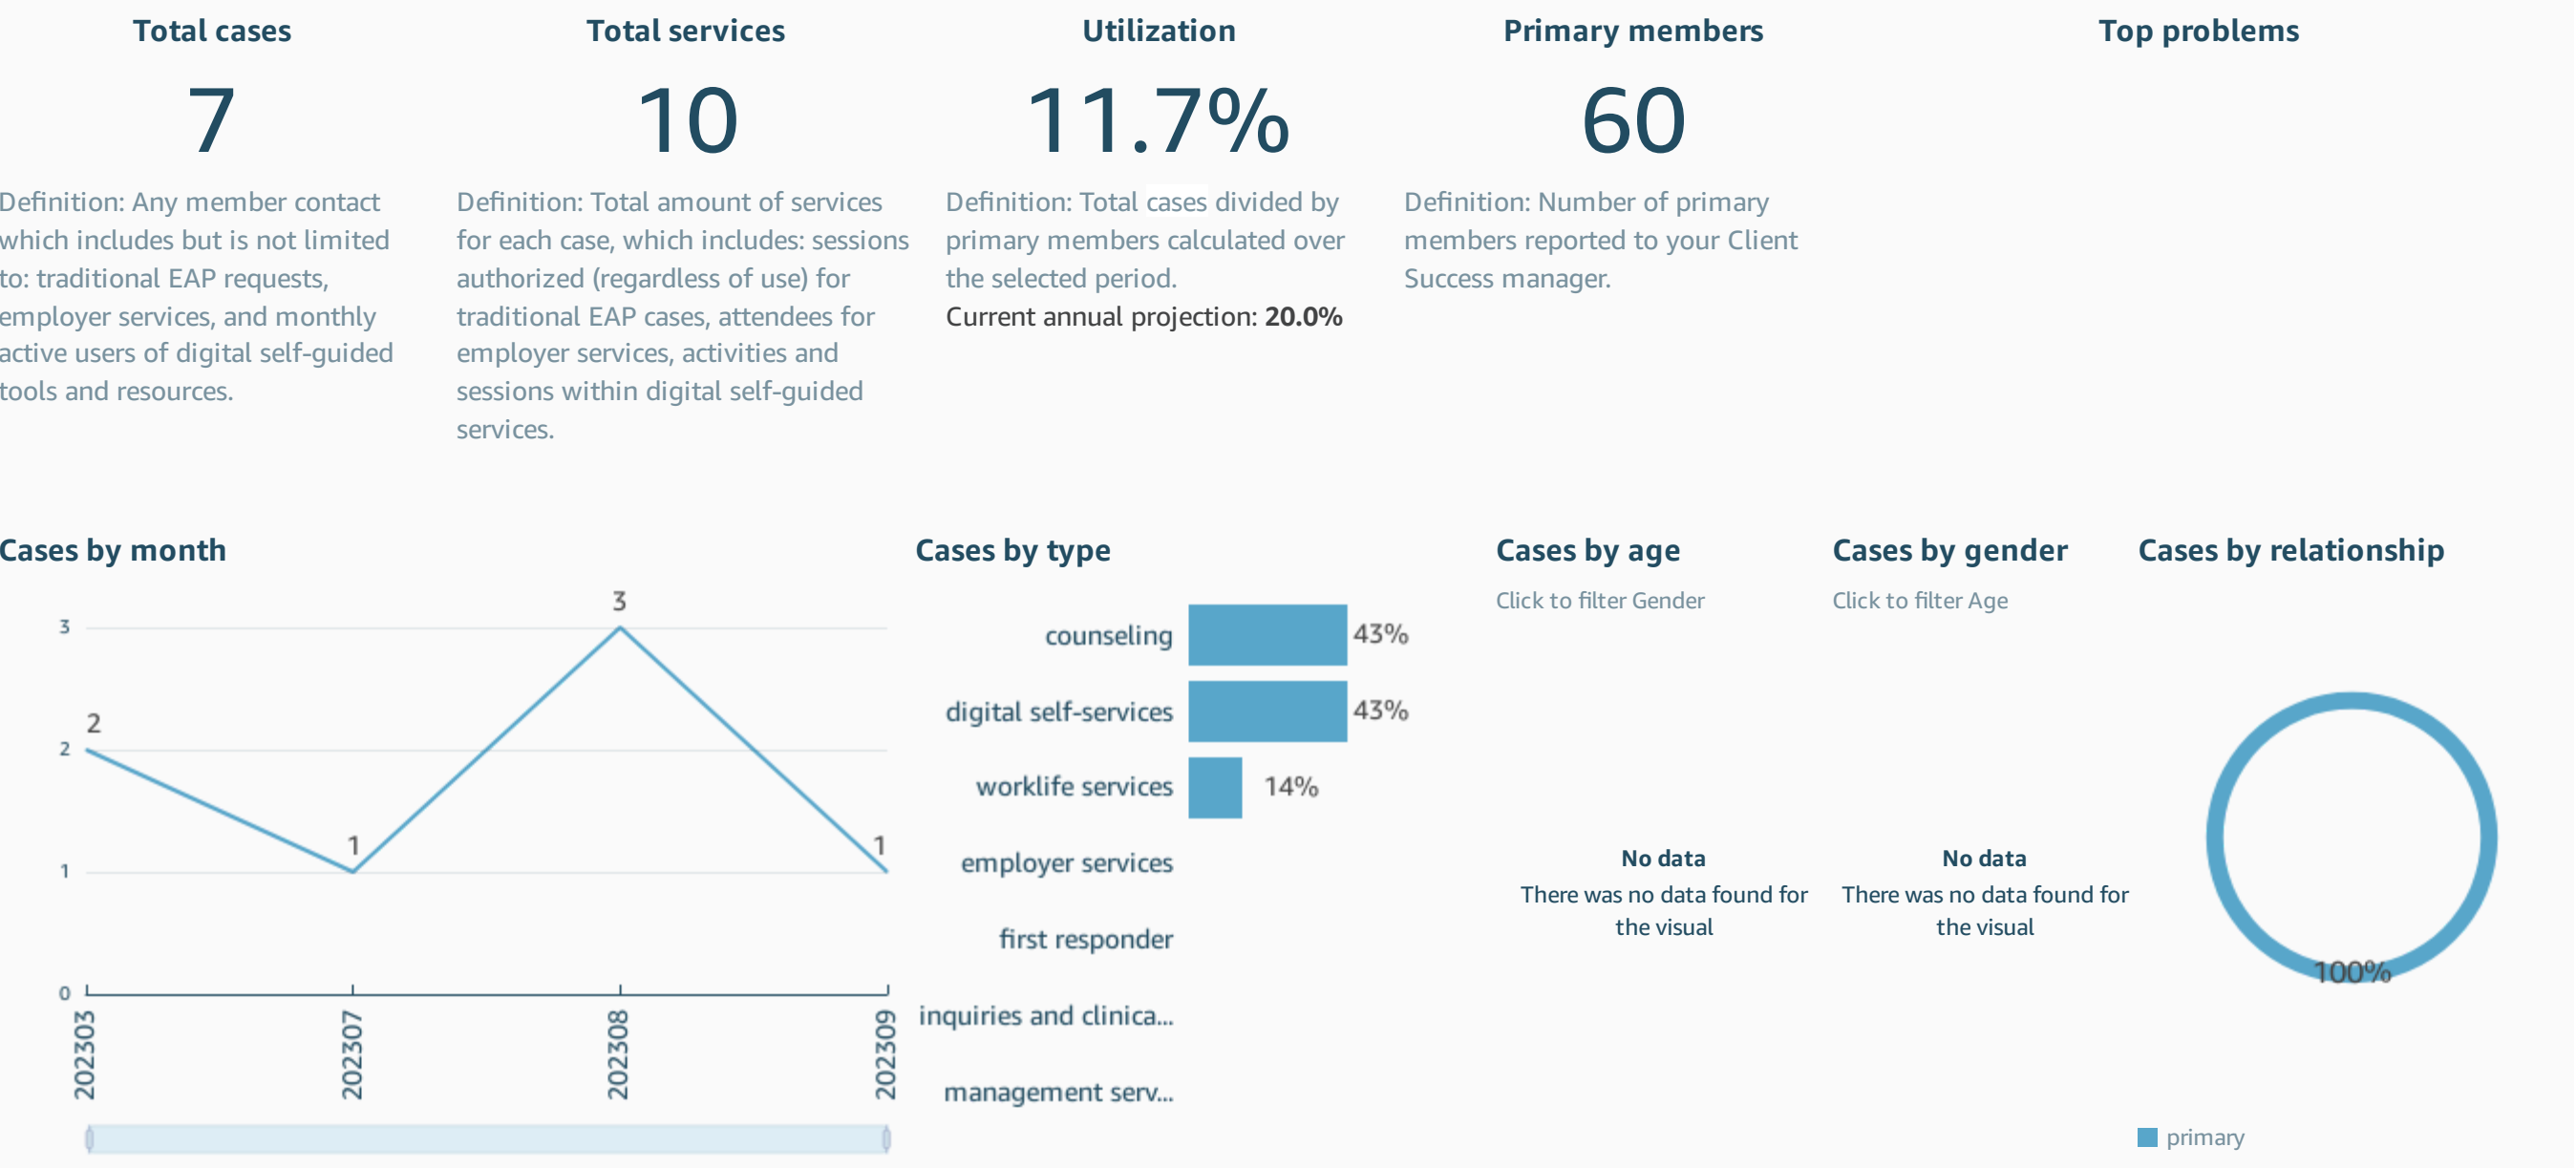 Total cases
7
Definition: Any member contact
which includes but is not limited
to: traditional EAP requests,
employer services, and monthly
active users of digital self-guided
tools and resources.
Total services
10
Definition: Total amount of services
for each case, which includes: sessions
authorized (regardless of use) for
traditional EAP cases, attendees for
employer services, activities and
sessions within digital self-guided
services.
Utilization
11.7%
Definition: Total cases divided by
primary members calculated over
the selected period.
Current annual projection: 20.0%
Primary members
60
Definition: Number of primary
members reported to your Client
Success manager.
Top problems
Cases by month
3
2
1
0
2
1
3
1
202303
202307
202308
202309
Cases by type
counseling 43%
digital self-services 43%
worklife services 14%
employer services
first responder
inquiries and clinica...
management serv...
Cases by age
Click to filter Gender
No data
There was no data found for
the visual
Cases by gender
Click to filter Age
No data
There was no data found for
the visual
Cases by relationship
100%
primary